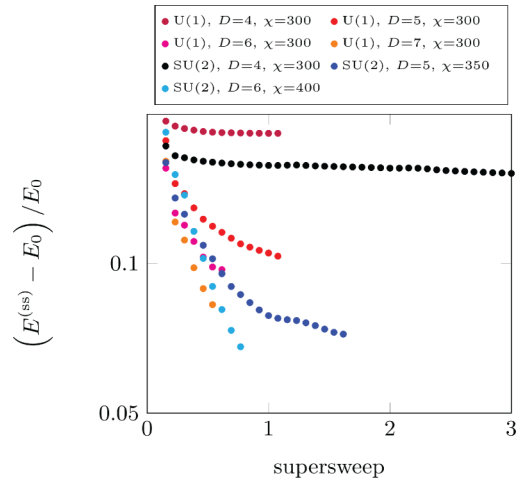 U(1), D=4, χ=300 U(1), D=5, χ=300
U(1), D=6, χ=300 U(1), D=7, χ=300
SU(2), D=4, χ=300 SU(2), D=5, χ=350
SU(2), D=6, χ=400
(E^(ss) − E₀) /E₀
0.1
0.05
0 1 2 3
supersweep